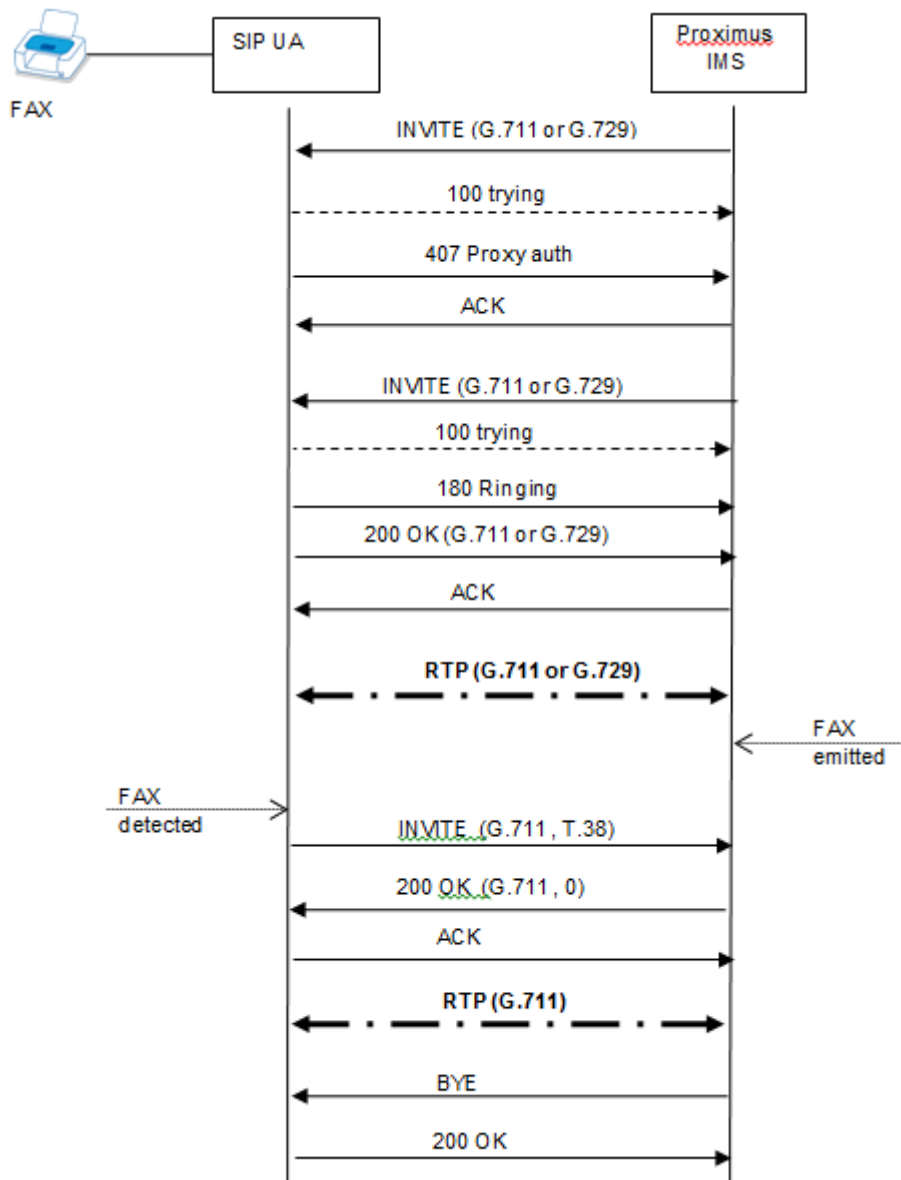 SIP UA
Proximus
IMS
FAX
INVITE (G.711 or G.729)
100 trying
407 Proxy auth
ACK
INVITE (G.711 or G.729)
100 trying
180 Ringing
200 OK (G.711 or G.729)
ACK
RTP (G.711 or G.729)
FAX
emitted
FAX
detected
INVITE (G.711 , T.38)
200 OK (G.711 , 0)
ACK
RTP (G.711)
BYE
200 OK